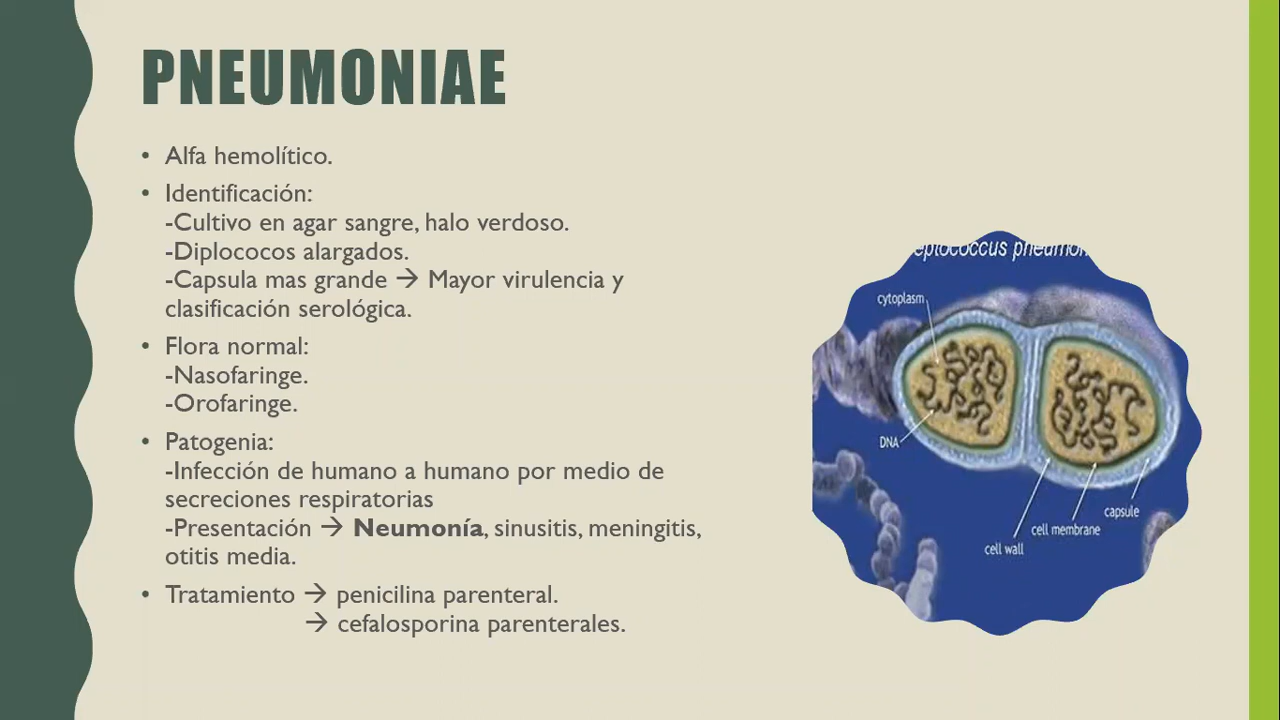 PNEUMONIAE
• Alfa hemolítico.
• Identificación:
-Cultivo en agar sangre, halo verdoso.
-Diplococos alargados.
-Capsula mas grande → Mayor virulencia y
clasificación serológica.
• Flora normal:
-Nasofaringe.
-Orofaringe.
• Patogenia:
-Infección de humano a humano por medio de
secreciones respiratorias
-Presentación → Neumonía, sinusitis, meningitis,
otitis media.
• Tratamiento → penicilina parenteral.
→ cefalosporina parenterales.
eptococcus pneumon
cytoplasm
DNA
capsule
cell membrane
cell wall